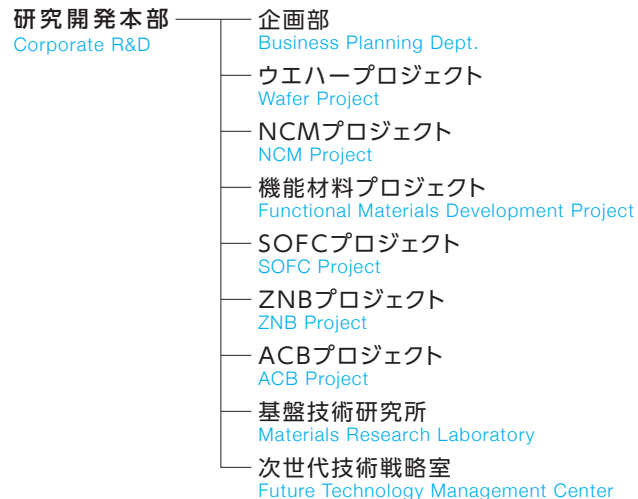 研究開発本部
Corporate R&D
企画部
Business Planning Dept.
ウエハープロジェクト
Wafer Project
NCMプロジェクト
NCM Project
機能材料プロジェクト
Functional Materials Development Project
SOFCプロジェクト
SOFC Project
ZNBプロジェクト
ZNB Project
ACBプロジェクト
ACB Project
基盤技術研究所
Materials Research Laboratory
次世代技術戦略室
Future Technology Management Center